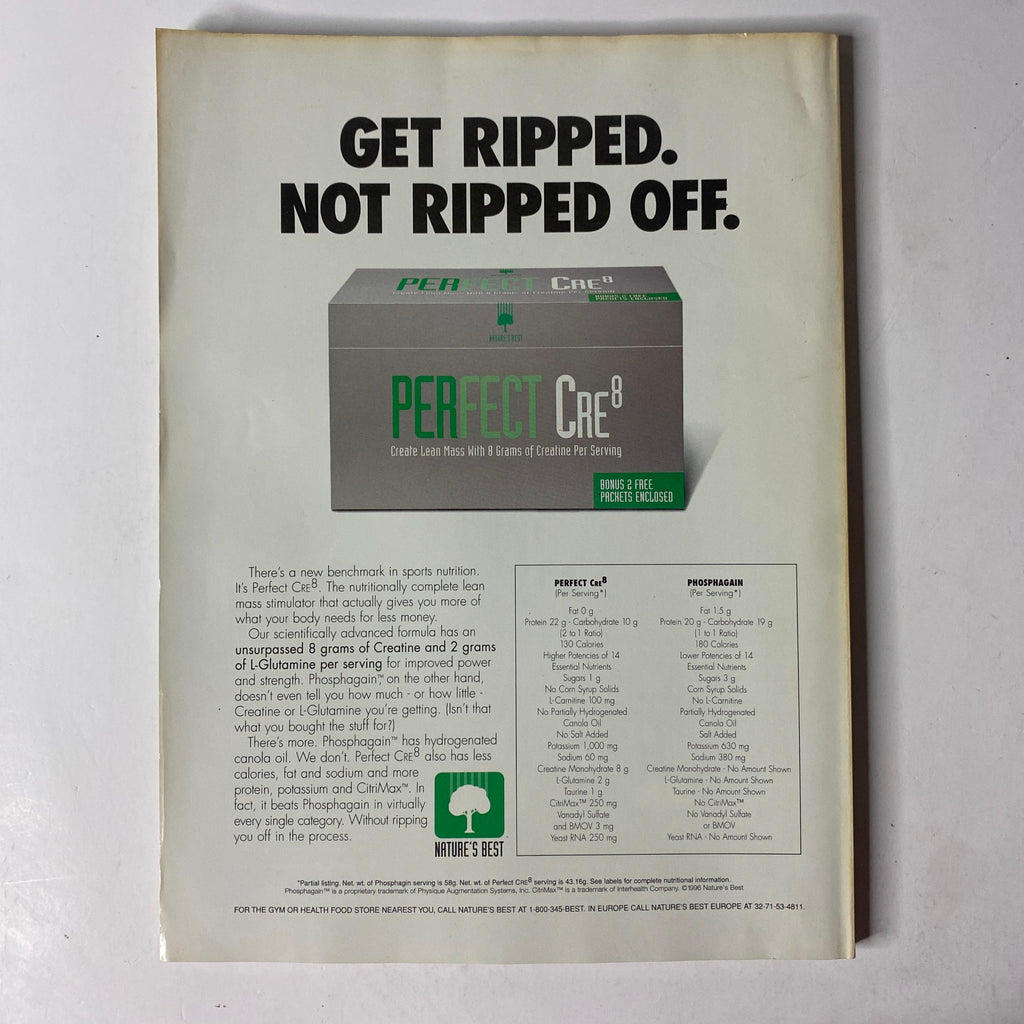 GET RIPPED.
NOT RIPPED OFF.
PERFECT CRE8
Create Lean Mass With 8 Grams of Creatine Per Serving
BONUS 2 FREE
PACKETS ENCLOSED
NATURE'S BEST
PERFECT CRE8
Create Lean Mass With 8 Grams of Creatine Per Serving
BONUS 2 FREE
PACKETS ENCLOSED
There's a new benchmark in sports nutrition.
It's Perfect CRE8. The nutritionally complete lean
mass stimulator that actually gives you more of
what your body needs for less money.
Our scientifically advanced formula has an
unsurpassed 8 grams of Creatine and 2 grams
of L-Glutamine per serving for improved power
and strength. Phosphagain,™ on the other hand,
doesn't even tell you how much - or how little -
Creatine or L-Glutamine you're getting. (Isn't that
what you bought the stuff for?)
There's more. Phosphagain™ has hydrogenated
canola oil. We don't. Perfect CRE8 also has less
calories, fat and sodium and more
protein, potassium and CitriMax™. In
fact, it beats Phosphagain in virtually
every single category. Without ripping
you off in the process.
NATURE'S BEST
PERFECT CRE8
(Per Serving*)
Fat 0 g
Protein 22 g - Carbohydrate 10 g
(2 to 1 Ratio)
130 Calories
Higher Potencies of 14
Essential Nutrients
Sugars 1 g
No Corn Syrup Solids
L-Carnitine 100 mg
No Partially Hydrogenated
Canola Oil
No Salt Added
Potassium 1,000 mg
Sodium 60 mg
Creatine Monohydrate 8 g
L-Glutamine 2 g
Taurine 1 g
CitriMax™ 250 mg
Vanadyl Sulfate
and BMOV 3 mg
Yeast RNA 250 mg
PHOSPHAGAIN
(Per Serving*)
Fat 1.5 g
Protein 20 g - Carbohydrate 19 g
(1 to 1 Ratio)
180 Calories
Lower Potencies of 14
Essential Nutrients
Sugars 3 g
Corn Syrup Solids
No L-Carnitine
Partially Hydrogenated
Canola Oil
Salt Added
Potassium 630 mg
Sodium 380 mg
Creatine Monohydrate - No Amount Shown
L-Glutamine - No Amount Shown
Taurine - No Amount Shown
No CitriMax™
No Vanadyl Sulfate
or BMOV
Yeast RNA - No Amount Shown
*Partial listing. Net. wt. of Phosphagin serving is 58g. Net. wt. of Perfect CRE8 serving is 43.16g. See labels for complete nutritional information.
Phosphagain™ is a proprietary trademark of Physique Augmentation Systems, Inc. CitriMax™ is a trademark of Interhealth Company. ©1996 Nature's Best
FOR THE GYM OR HEALTH FOOD STORE NEAREST YOU, CALL NATURE'S BEST AT 1-800-345-BEST. IN EUROPE CALL NATURE'S BEST EUROPE AT 32-71-53-4811.